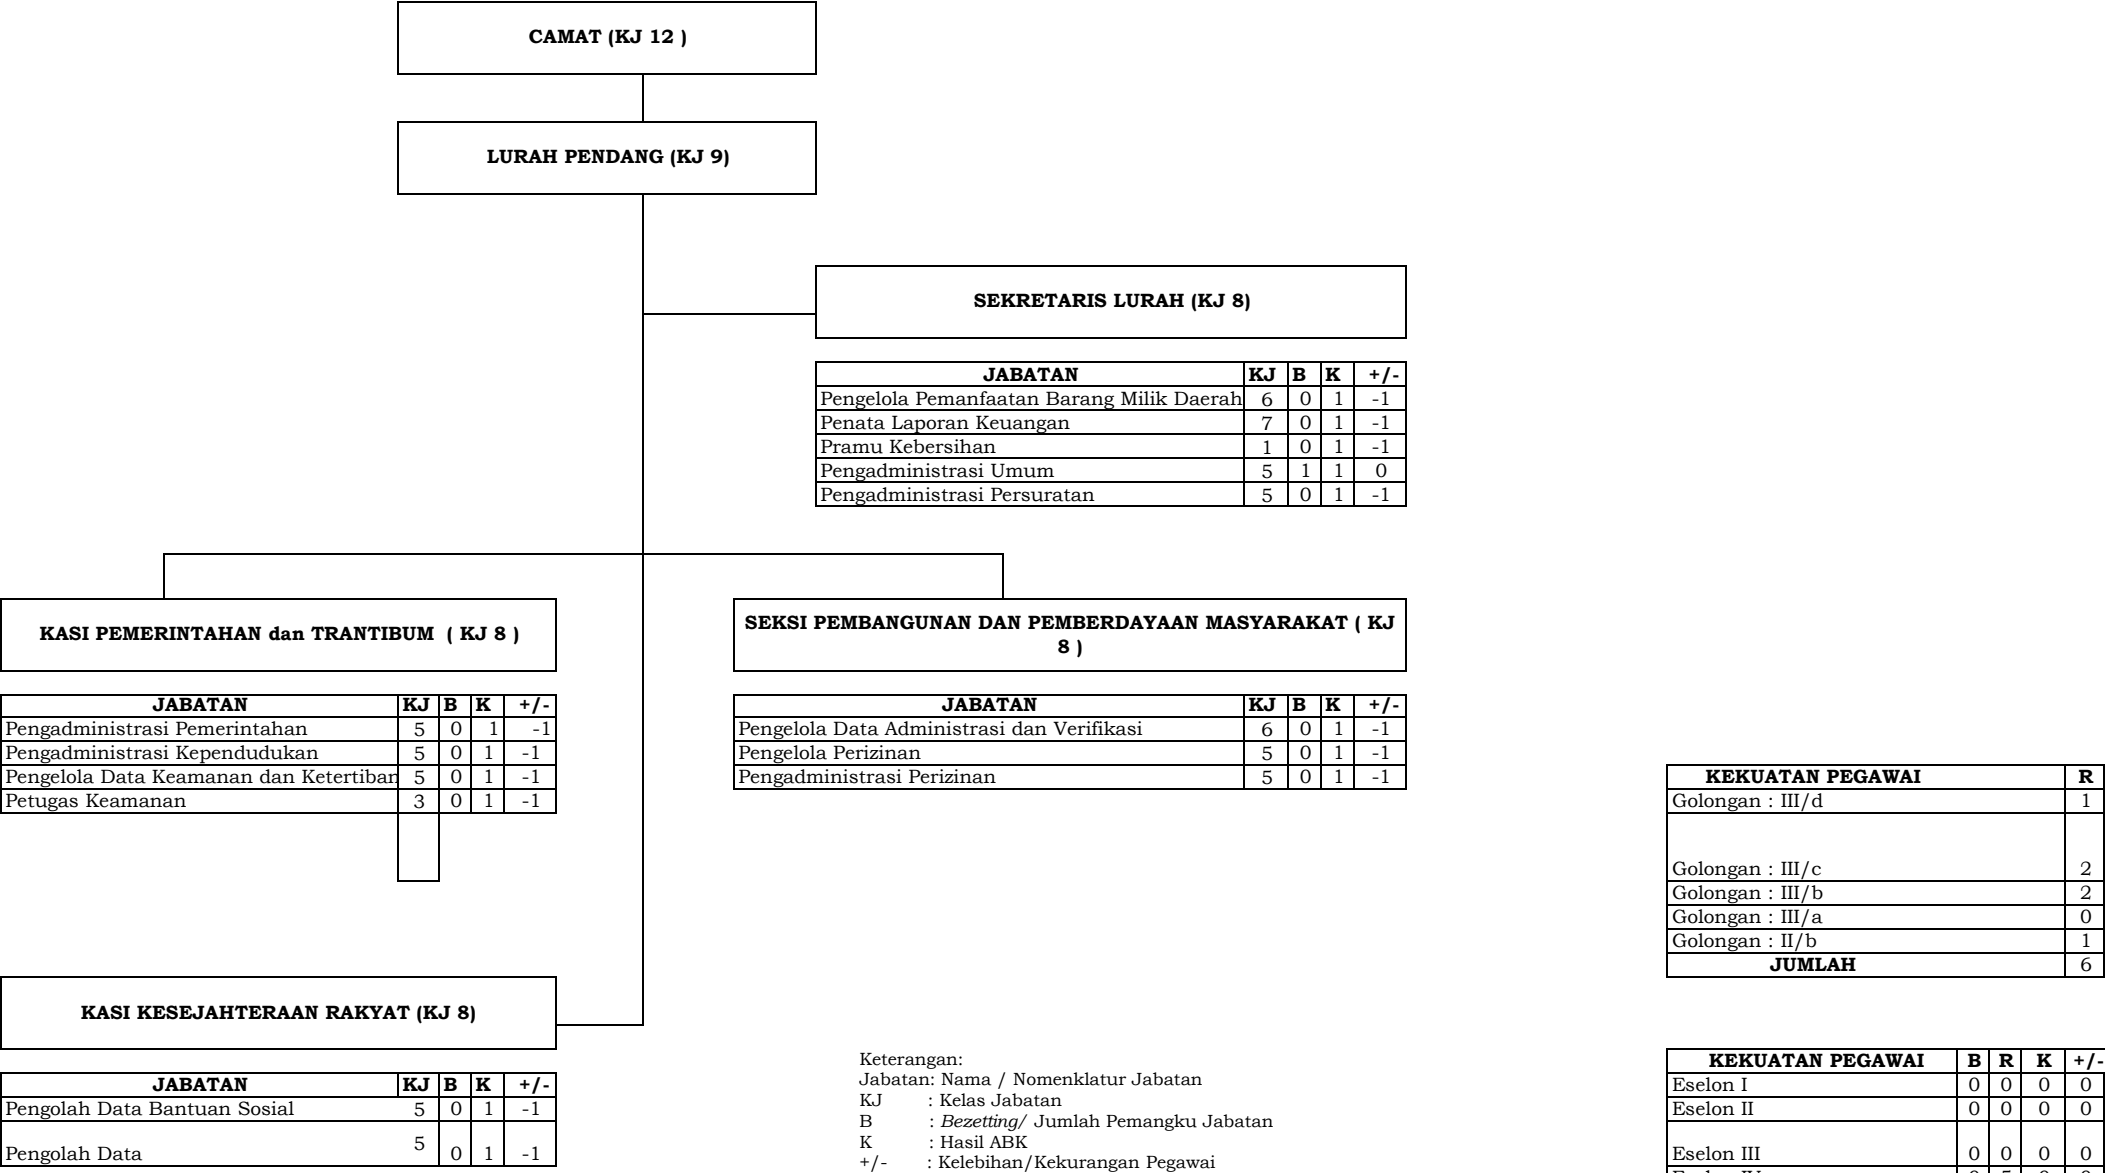 CAMAT (KJ 12 )
LURAH PENDANG (KJ 9)
SEKRETARIS LURAH (KJ 8)
JABATAN KJ B K +/-
Pengelola Pemanfaatan Barang Milik Daerah 6 0 1 -1
Penata Laporan Keuangan 7 0 1 -1
Pramu Kebersihan 1 0 1 -1
Pengadministrasi Umum 5 1 1 0
Pengadministrasi Persuratan 5 0 1 -1
KASI PEMERINTAHAN dan TRANTIBUM ( KJ 8 )
JABATAN KJ B K +/-
Pengadministrasi Pemerintahan 5 0 1 -1
Pengadministrasi Kependudukan 5 0 1 -1
Pengelola Data Keamanan dan Ketertiban 5 0 1 -1
Petugas Keamanan 3 0 1 -1
SEKSI PEMBANGUNAN DAN PEMBERDAYAAN MASYARAKAT ( KJ
8 )
JABATAN KJ B K +/-
Pengelola Data Administrasi dan Verifikasi 6 0 1 -1
Pengelola Perizinan 5 0 1 -1
Pengadministrasi Perizinan 5 0 1 -1
KEKUATAN PEGAWAI R
Golongan : III/d 1
Golongan : III/c 2
Golongan : III/b 2
Golongan : III/a 0
Golongan : II/b 1
JUMLAH 6
KASI KESEJAHTERAAN RAKYAT (KJ 8)
JABATAN KJ B K +/-
Pengolah Data Bantuan Sosial 5 0 1 -1
Pengolah Data 5 0 1 -1
Keterangan:
Jabatan: Nama / Nomenklatur Jabatan
KJ : Kelas Jabatan
B : Bezetting/ Jumlah Pemangku Jabatan
K : Hasil ABK
+/- : Kelebihan/Kekurangan Pegawai
KEKUATAN PEGAWAI B R K +/-
Eselon I 0 0 0 0
Eselon II 0 0 0 0
Eselon III 0 0 0 0